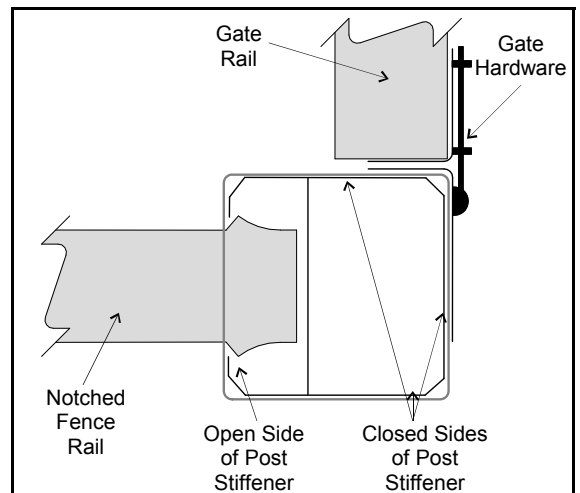 Gate
Rail
Gate
Hardware
Notched
Fence
Rail
Open Side
of Post
Stiffener
Closed Sides
of Post
Stiffener